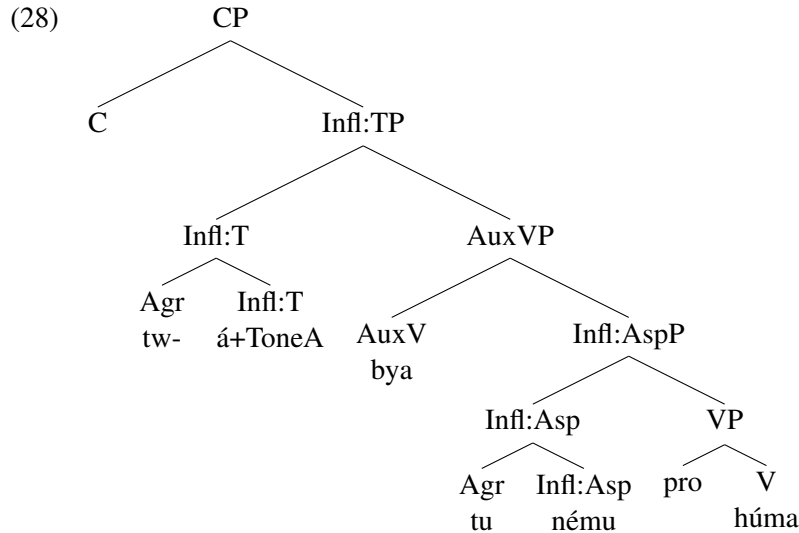 (28) CP
C Infl:TP
Infl:T AuxVP
Agr Infl:T AuxV Infl:AspP
tw- á+ToneA bya
Infl:Asp VP
Agr Infl:Asp pro V
tu nému húma